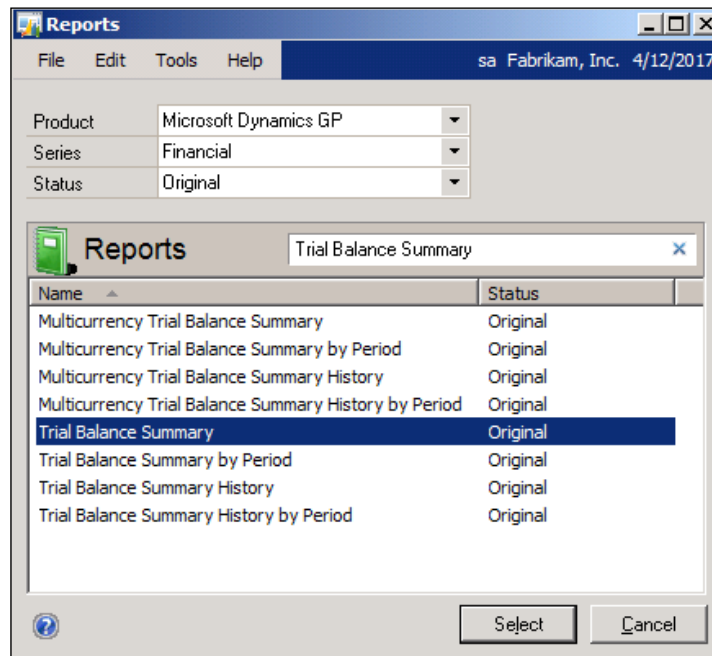 Reports
File Edit Tools Help sa Fabrikam, Inc. 4/12/2017
Product Microsoft Dynamics GP
Series Financial
Status Original
Reports Trial Balance Summary
Name Status
Multicurrency Trial Balance Summary Original
Multicurrency Trial Balance Summary by Period Original
Multicurrency Trial Balance Summary History Original
Multicurrency Trial Balance Summary History by Period Original
Trial Balance Summary Original
Trial Balance Summary by Period Original
Trial Balance Summary History Original
Trial Balance Summary History by Period Original
Select Cancel